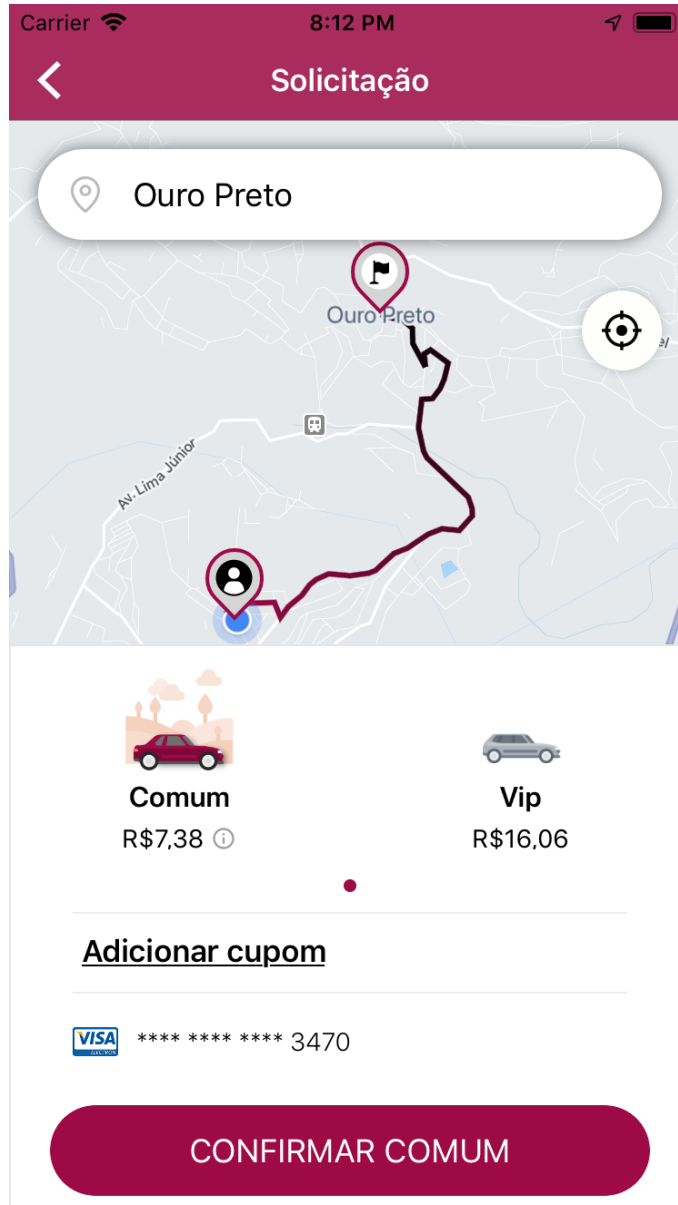 Carrier 8:12 PM
Solicitação
Ouro Preto
Ouro Preto
Av. Lima Júnior
Comum
Vip
R$7,38
R$16,06
Adicionar cupom
VISA
ELECTRON
**** **** **** 3470
CONFIRMAR COMUM